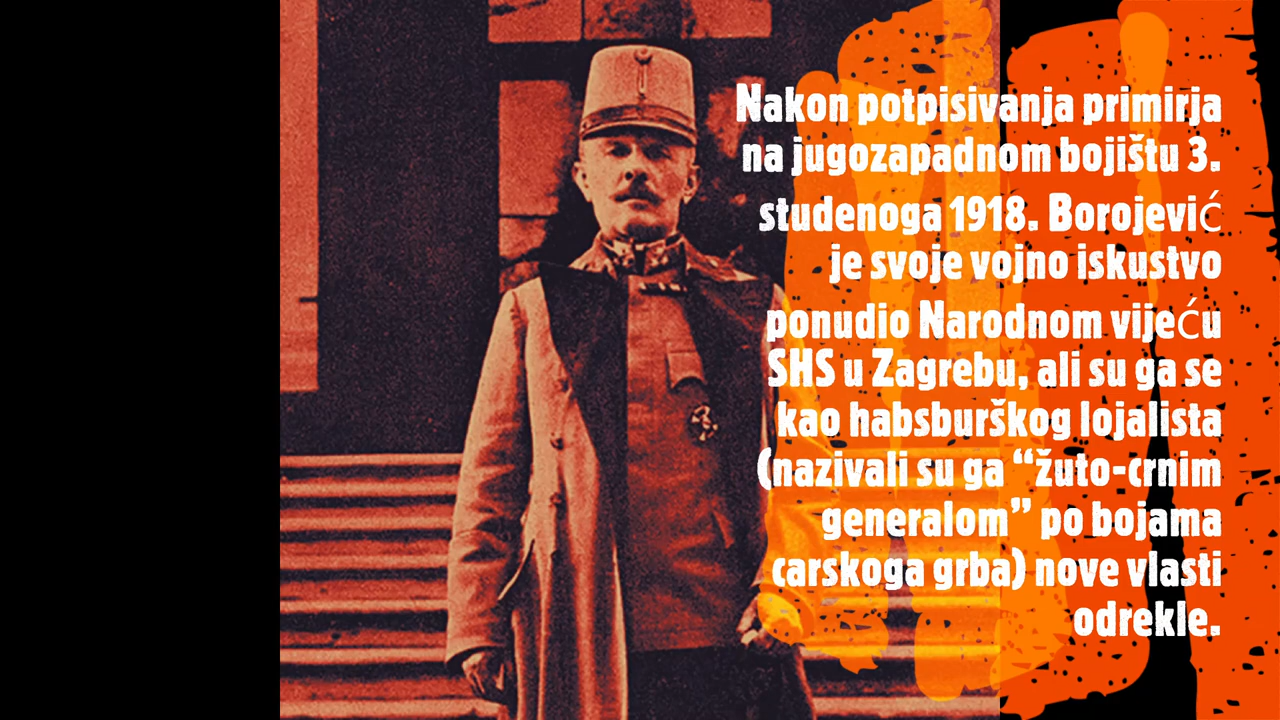 Nakon potpisivanja primirja
na jugozapadnom bojištu 3.
studenoga 1918. Borojević
je svoje vojno iskustvo
ponudio Narodnom vijeću
SHS u Zagrebu, ali su ga se
kao habsburškog lojalista
(nazivali su ga “žuto-crnim
generalom” po bojama
carskoga grba) nove vlasti
odrekle.